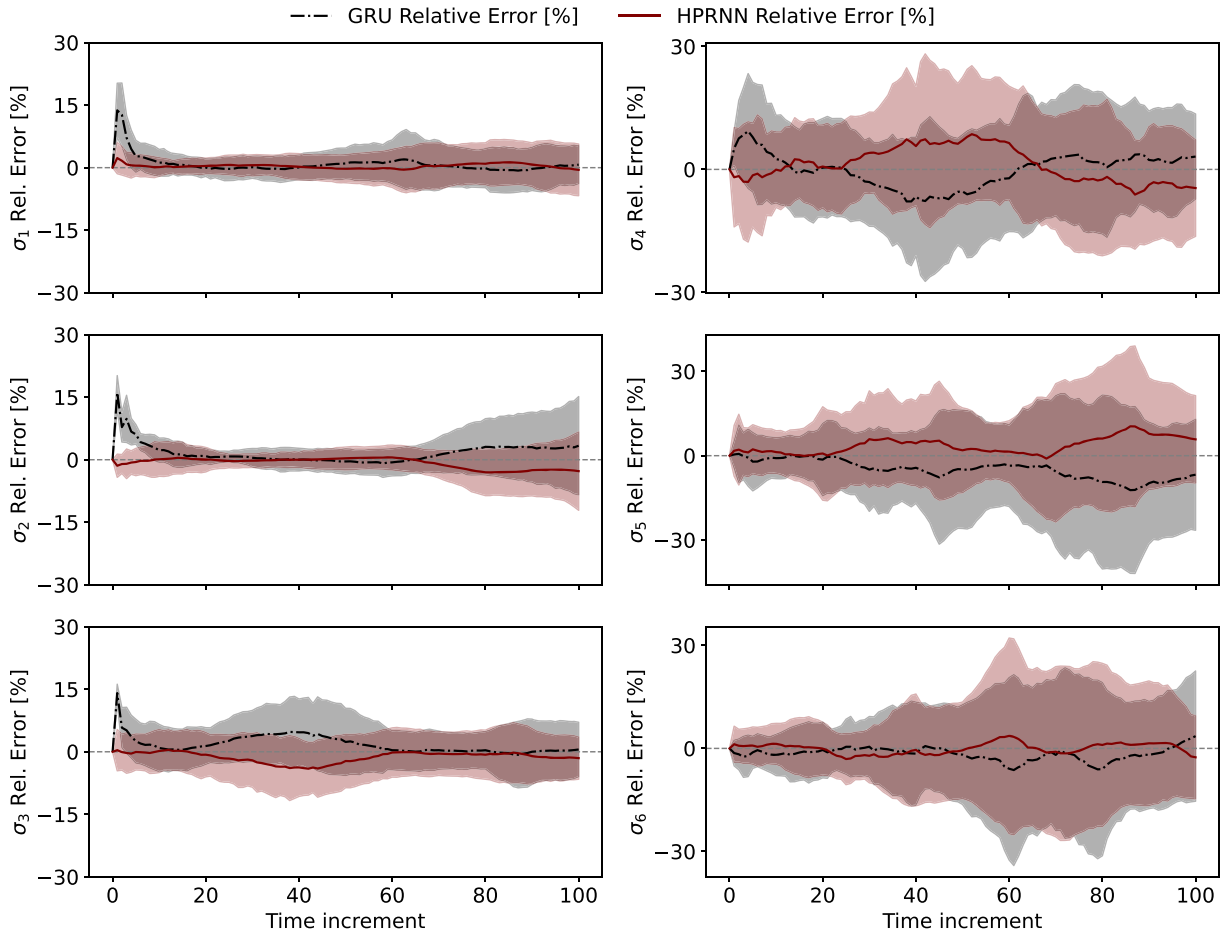 GRU Relative Error [%] HPRNN Relative Error [%]
30
15
0
−15
−30
σ1 Rel. Error [%]
30
0
−30
σ4 Rel. Error [%]
30
15
0
−15
−30
σ2 Rel. Error [%]
30
0
−30
σ5 Rel. Error [%]
30
15
0
−15
−30
σ3 Rel. Error [%]
0 20 40 60 80 100
Time increment
30
0
−30
σ6 Rel. Error [%]
0 20 40 60 80 100
Time increment